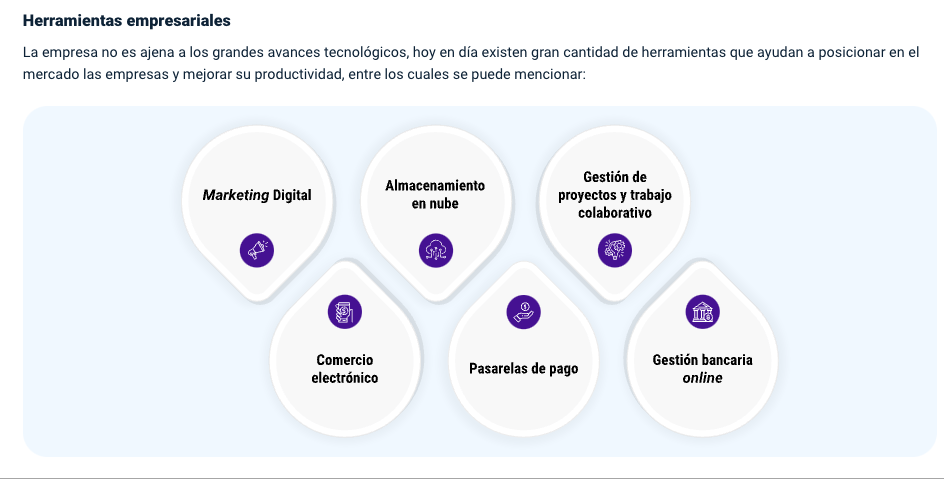 Herramientas empresariales
La empresa no es ajena a los grandes avances tecnológicos, hoy en día existen gran cantidad de herramientas que ayudan a posicionar en el
mercado las empresas y mejorar su productividad, entre los cuales se puede mencionar:
Marketing Digital
Almacenamiento
en nube
Gestión de
proyectos y trabajo
colaborativo
Comercio
electrónico
Pasarelas de pago
Gestión bancaria
online